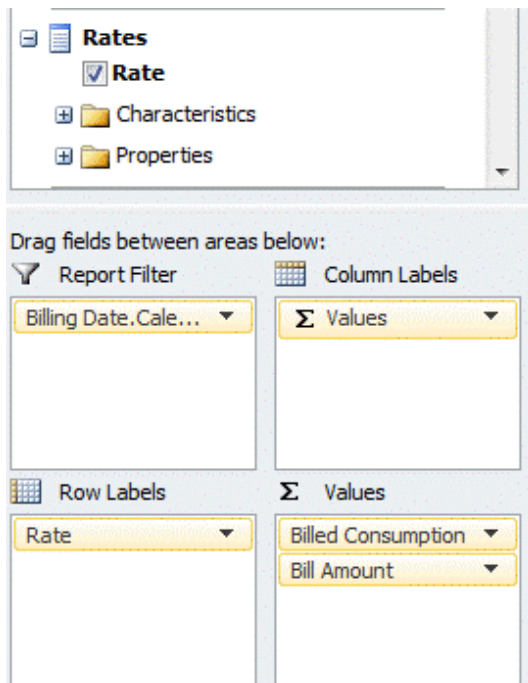 Rates
Rate
Characteristics
Properties
Drag fields between areas below:
Report Filter
Column Labels
Billing Date.Cale...
Σ Values
Row Labels
Σ Values
Rate
Billed Consumption
Bill Amount